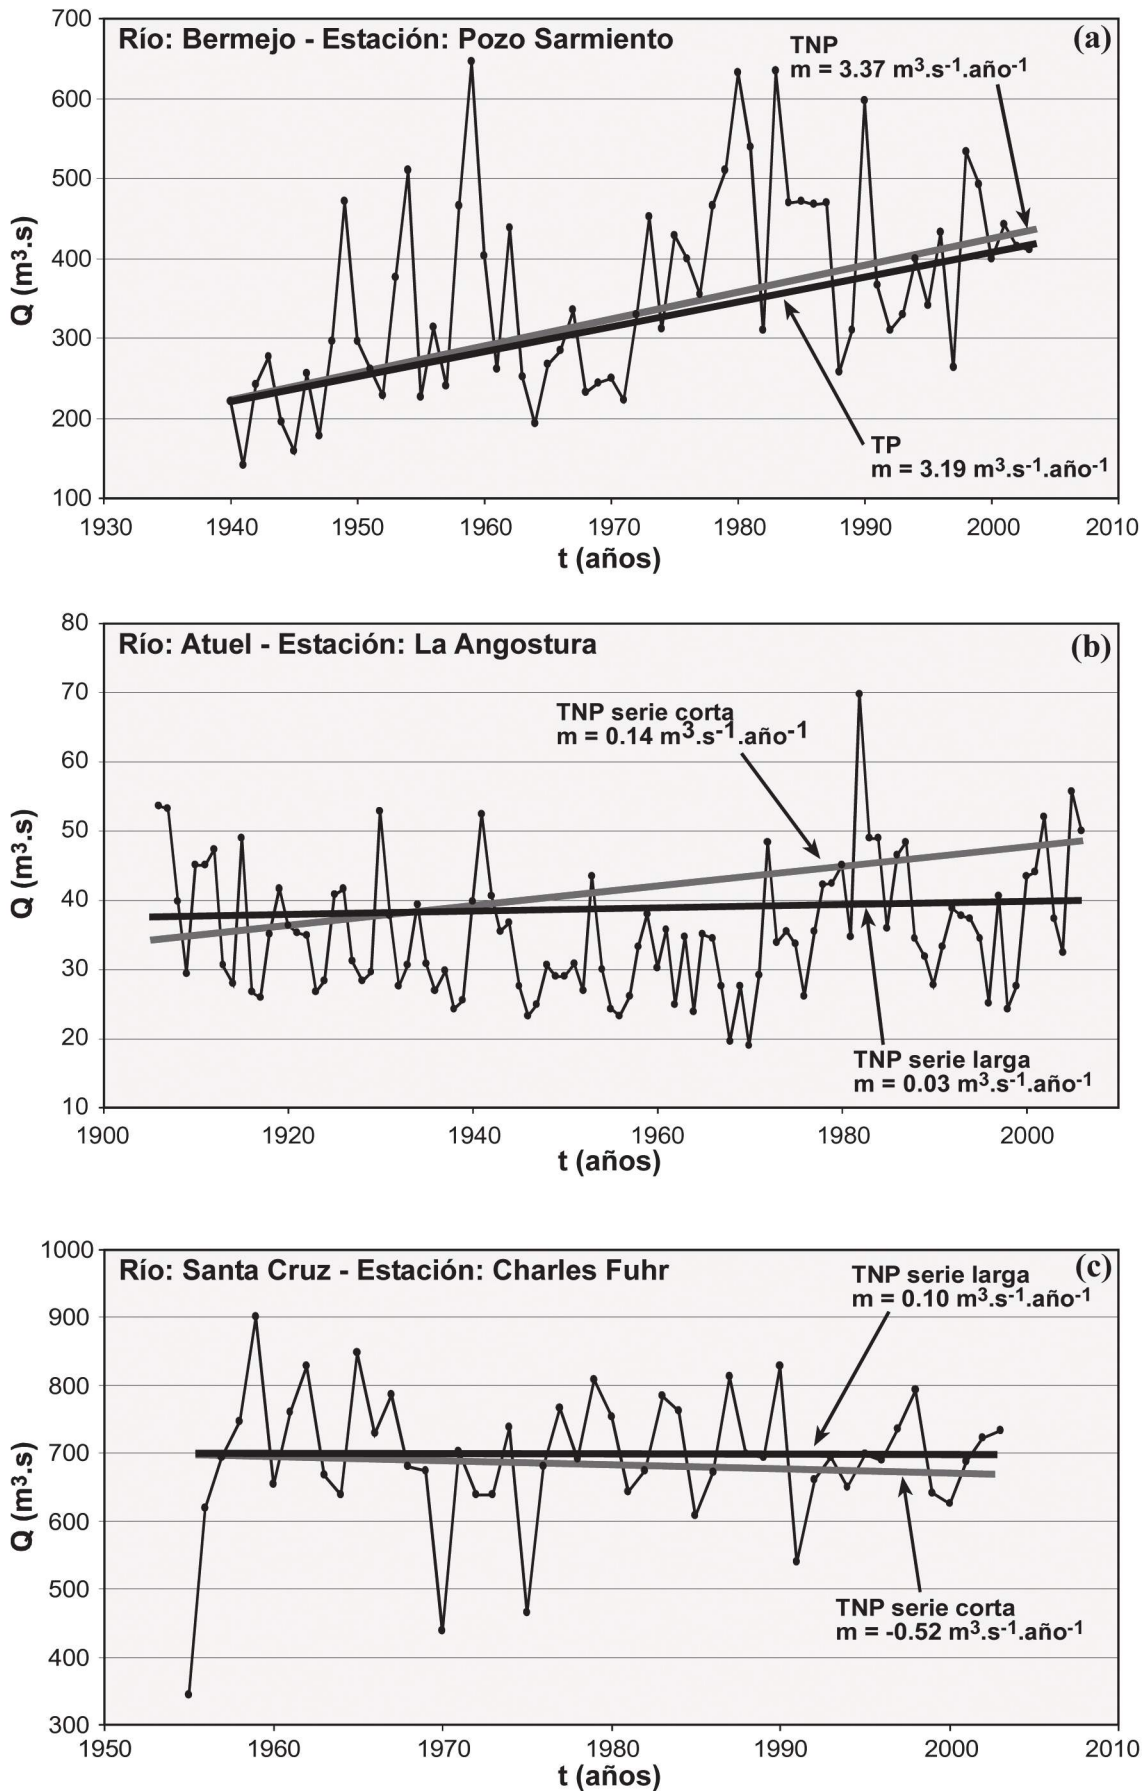 Río: Bermejo - Estación: Pozo Sarmiento
(a)
TNP
m = 3.37 m³.s⁻¹.año⁻¹
TP
m = 3.19 m³.s⁻¹.año⁻¹
Q (m³.s)
700
600
500
400
300
200
100
1930 1940 1950 1960 1970 1980 1990 2000 2010
t (años)
Río: Atuel - Estación: La Angostura
(b)
TNP serie corta
m = 0.14 m³.s⁻¹.año⁻¹
TNP serie larga
m = 0.03 m³.s⁻¹.año⁻¹
Q (m³.s)
80
70
60
50
40
30
20
10
1900 1920 1940 1960 1980 2000
t (años)
Río: Santa Cruz - Estación: Charles Fuhr
(c)
TNP serie larga
m = 0.10 m³.s⁻¹.año⁻¹
TNP serie corta
m = -0.52 m³.s⁻¹.año⁻¹
Q (m³.s)
1000
900
800
700
600
500
400
300
1950 1960 1970 1980 1990 2000 2010
t (años)